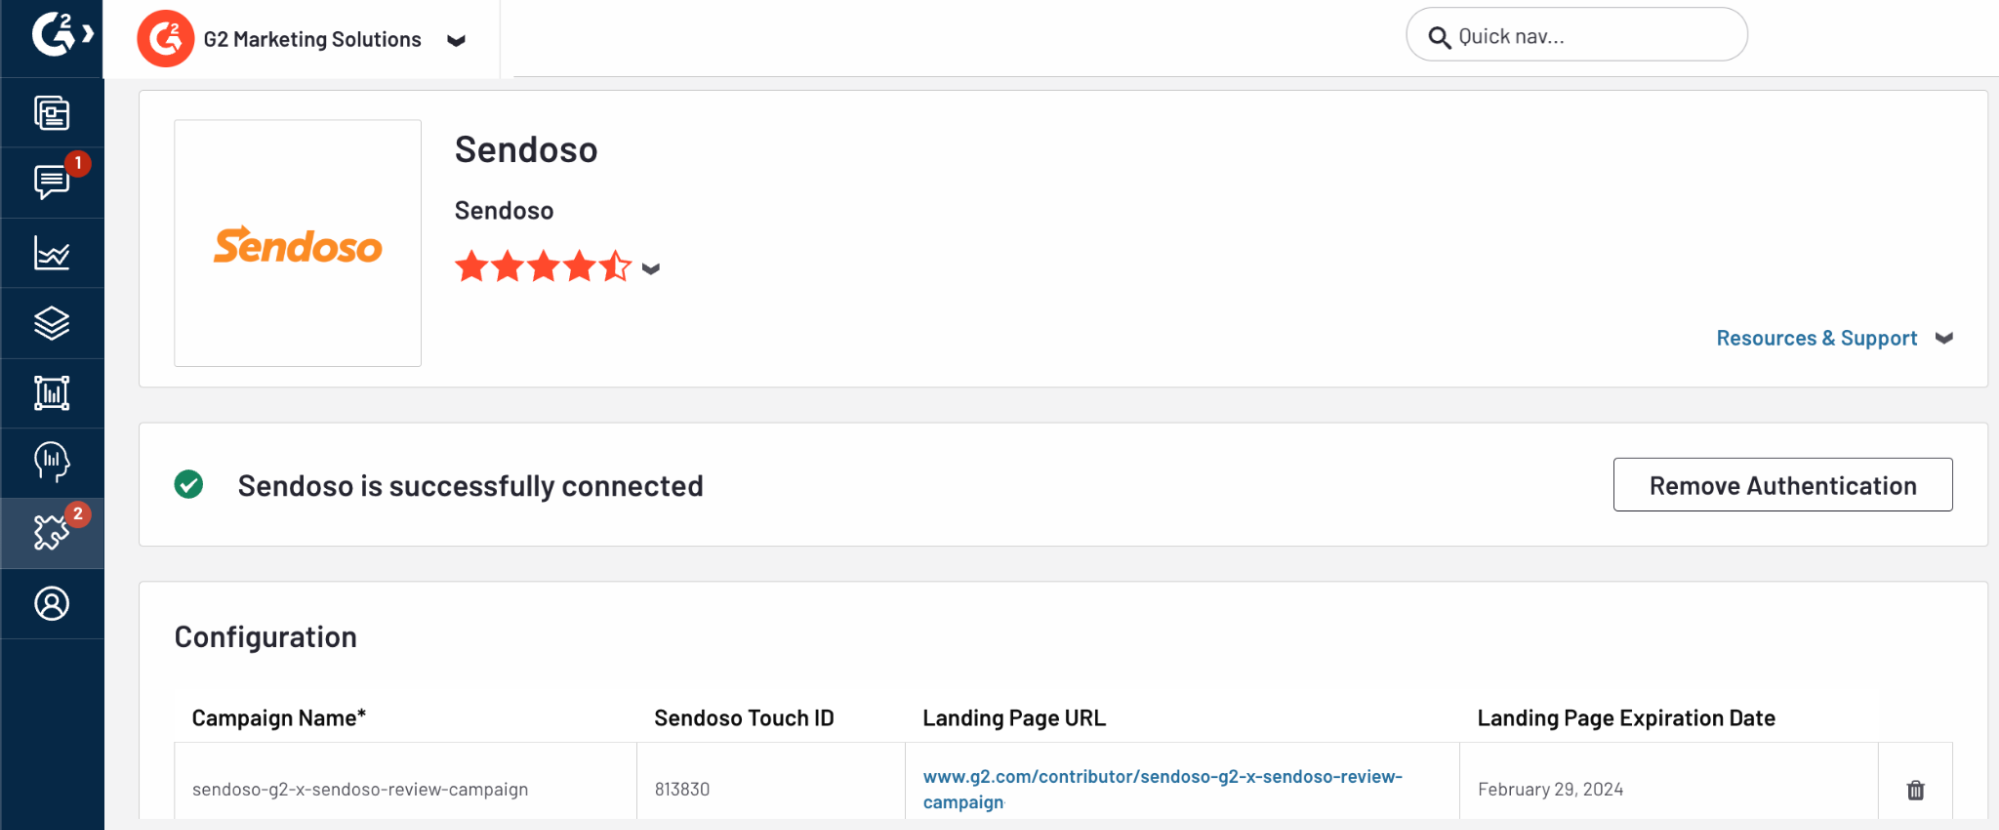 G2 Marketing Solutions
Quick nav...
1
2
Sendoso
Sendoso
Sendoso
Resources & Support
Sendoso is successfully connected
Remove Authentication
Configuration
Campaign Name*
Sendoso Touch ID
Landing Page URL
Landing Page Expiration Date
sendoso-g2-x-sendoso-review-campaign
813830
www.g2.com/contributor/sendoso-g2-x-sendoso-review-
campaign
February 29, 2024